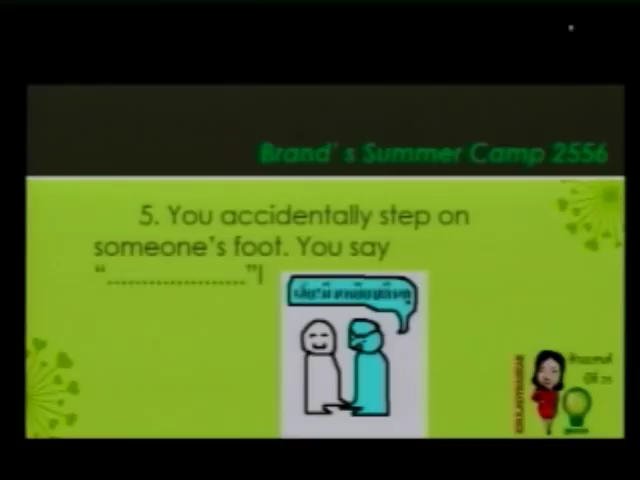 Brand's Summer Camp 2556
5. You accidentally step on
someone's foot. You say
“....................”